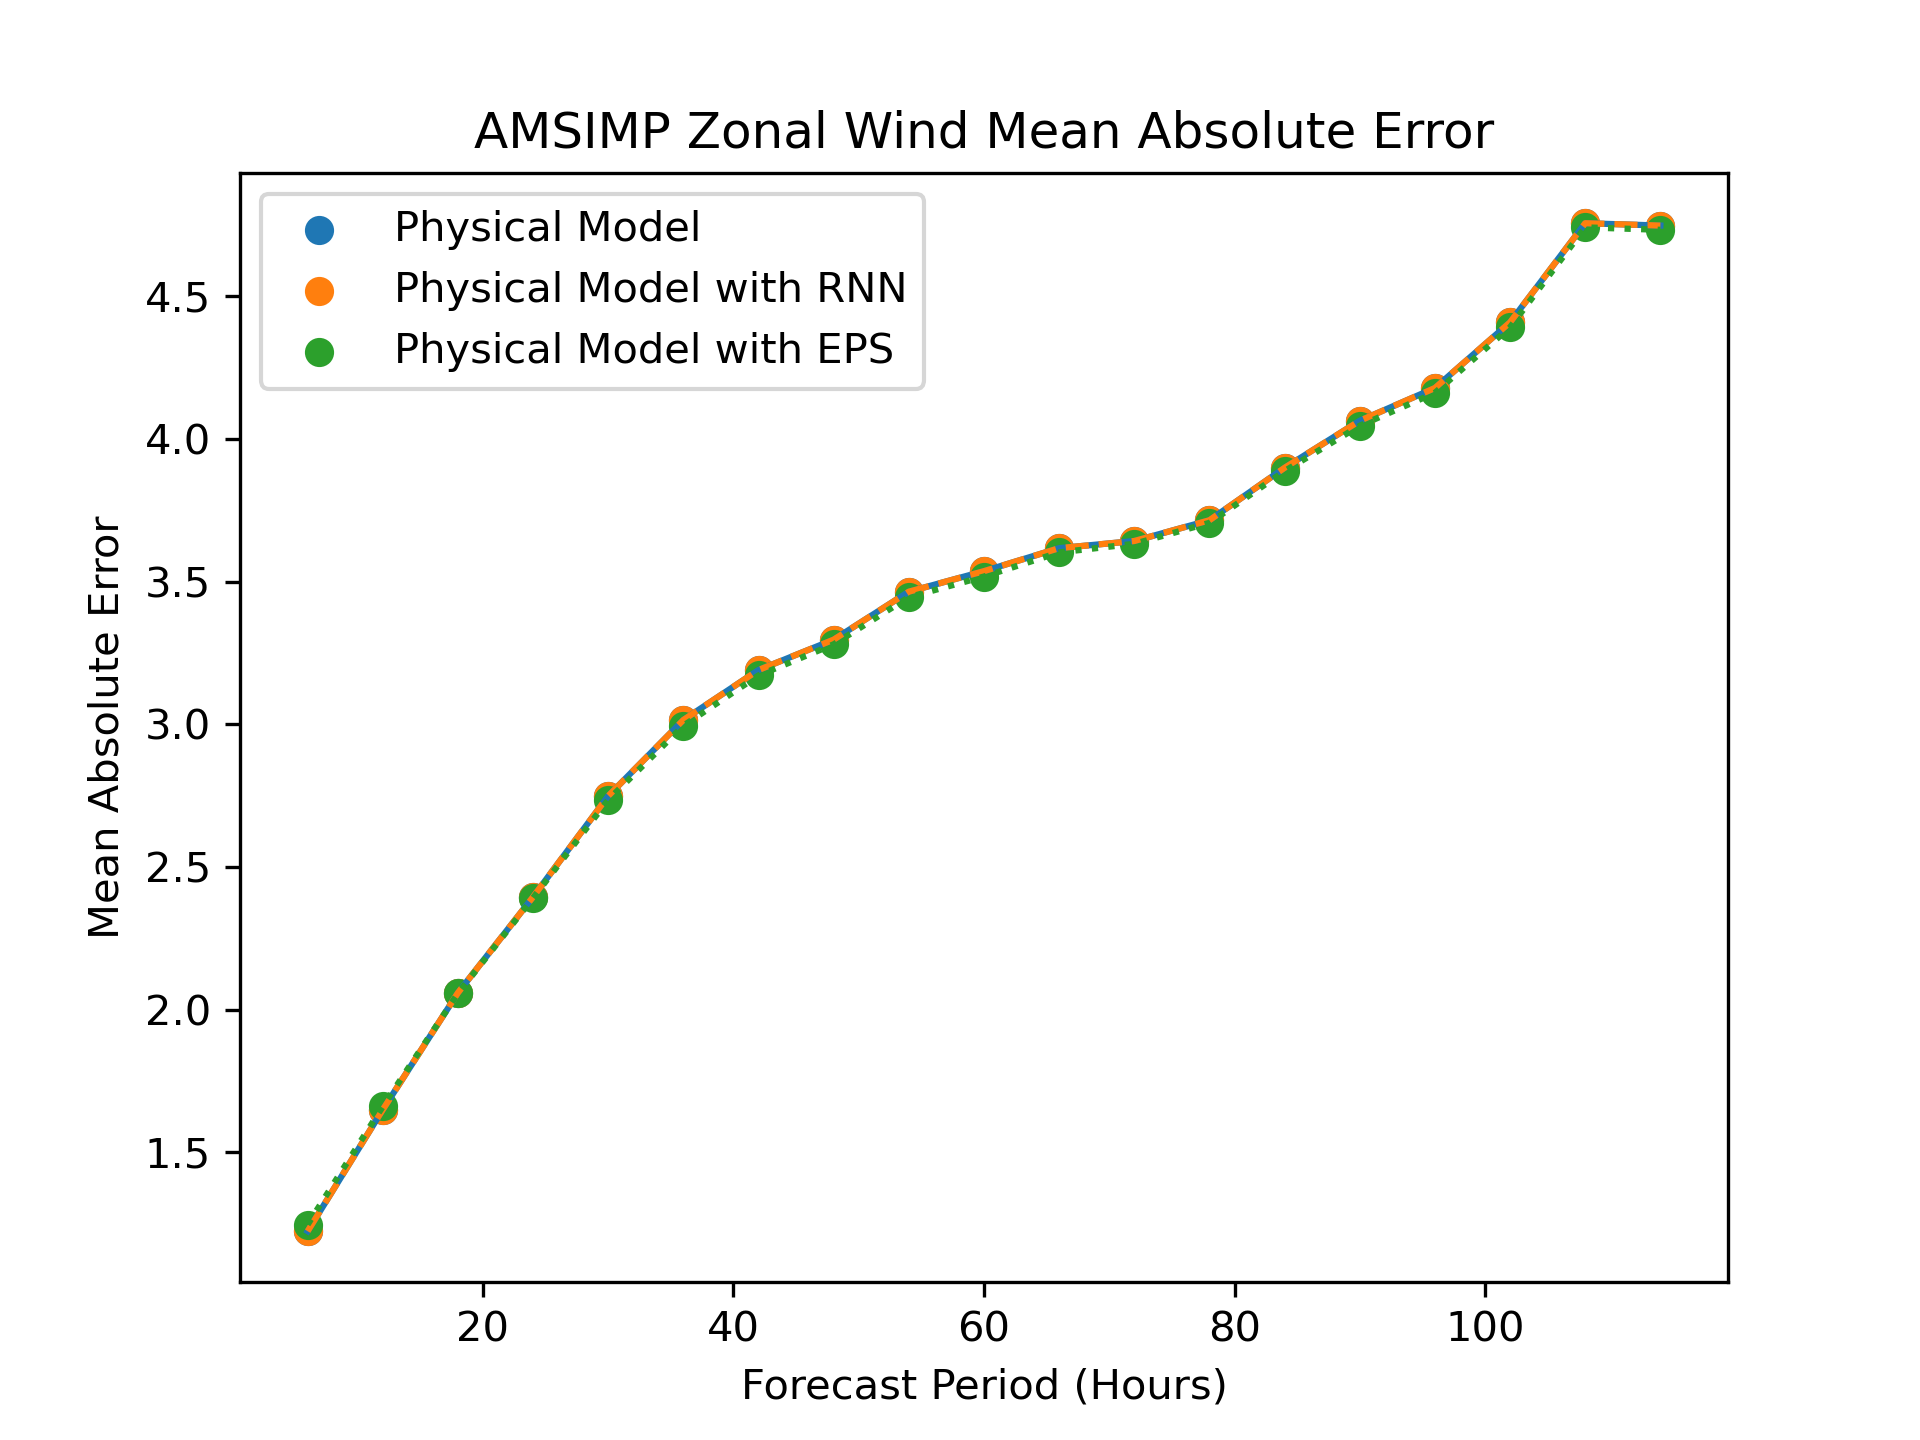 AMSIMP Zonal Wind Mean Absolute Error
Physical Model
Physical Model with RNN
Physical Model with EPS
Mean Absolute Error
4.5
4.0
3.5
3.0
2.5
2.0
1.5
20 40 60 80 100
Forecast Period (Hours)